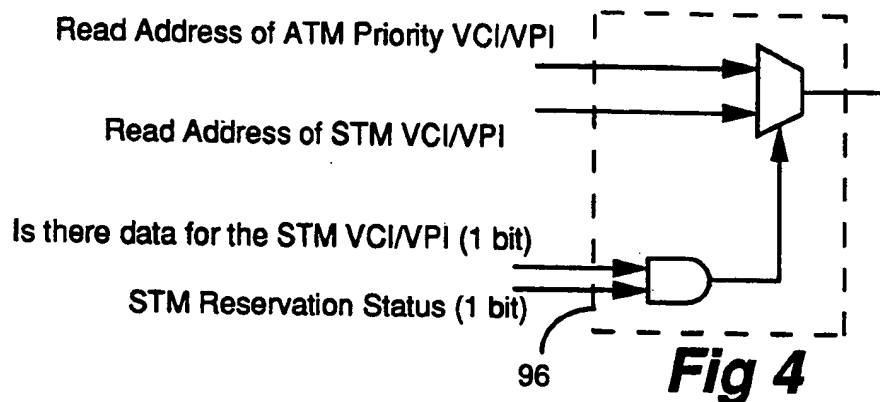 Read Address of ATM Priority VCI/VPI
Read Address of STM VCI/VPI
Is there data for the STM VCI/VPI (1 bit)
STM Reservation Status (1 bit)
96
Fig 4